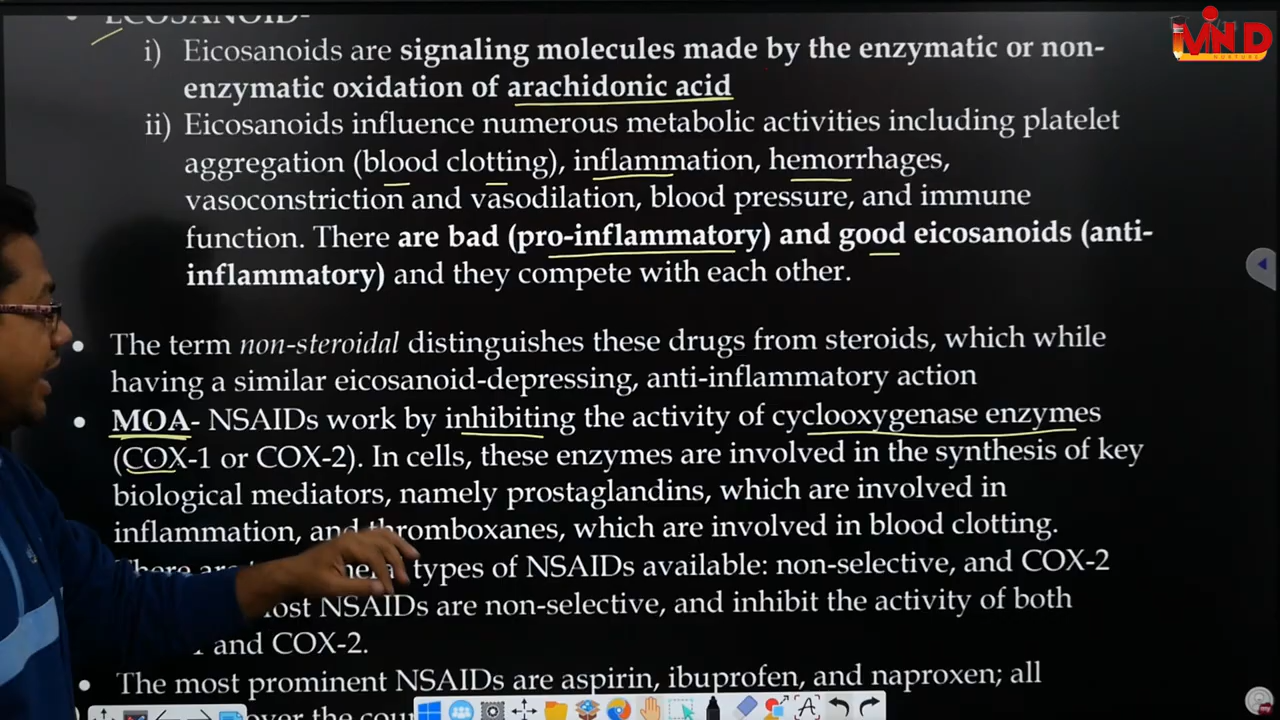 ECOSANOID-
i) Eicosanoids are signaling molecules made by the enzymatic or non-
enzymatic oxidation of arachidonic acid
ii) Eicosanoids influence numerous metabolic activities including platelet
aggregation (blood clotting), inflammation, hemorrhages,
vasoconstriction and vasodilation, blood pressure, and immune
function. There are bad (pro-inflammatory) and good eicosanoids (anti-
inflammatory) and they compete with each other.
The term non-steroidal distinguishes these drugs from steroids, which while
having a similar eicosanoid-depressing, anti-inflammatory action
MOA- NSAIDs work by inhibiting the activity of cyclooxygenase enzymes
(COX-1 or COX-2). In cells, these enzymes are involved in the synthesis of key
biological mediators, namely prostaglandins, which are involved in
inflammation, and thromboxanes, which are involved in blood clotting.
There are types of NSAIDs available: non-selective, and COX-2
NSAIDs are non-selective, and inhibit the activity of both
and COX-2.
The most prominent NSAIDs are aspirin, ibuprofen, and naproxen; all
over the
MIND
NURTURE